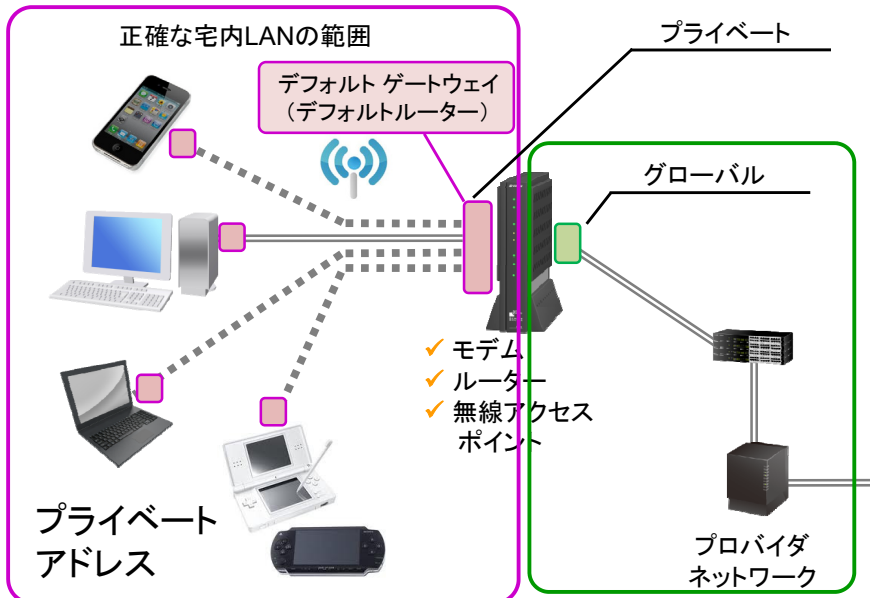 正確な宅内LANの範囲
プライベート
デフォルト ゲートウェイ
（デフォルトルーター）
グローバル
✓ モデム
✓ ルーター
✓ 無線アクセス
ポイント
プライベート
アドレス
プロバイダ
ネットワーク